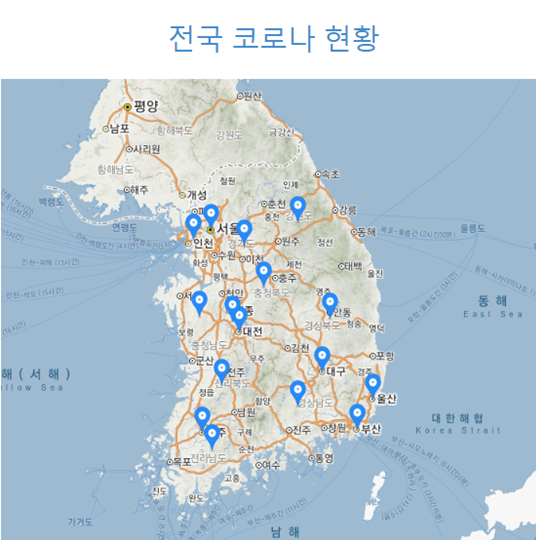 전국 코로나 현황
원산
평양
남포
황해북도
강원도
금강산
사리원
황해남도
속초
해주
개성
철원
인제
백령도
춘천
강릉
연평도
서울
홍천
동해
울릉도
인천
경기도
원주
정선
수원
이천
화성
제천
태백
평택
충주
울진
천안
충청북도
영주
안동
동 해
East Sea
보령
대전
경상북도
청송
영덕
충청남도
김천
포항
군산
무주
해 ( 서 해 )
ellow Sea
전주
대구
경주
전라북도
정읍
함양
경상남도
울산
남원
대 한 해 협
Korea Strait
구례
진주
창원
부산
전라남도
순천
목포
여수
통영
고흥
진도
완도
가거도
남 해